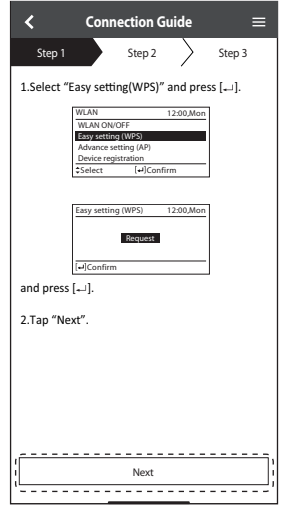 Connection Guide
Step 1 Step 2 Step 3
1.Select “Easy setting(WPS)” and press [↵].
WLAN 12:00,Mon
WLAN ON/OFF
Easy setting (WPS)
Advance setting (AP)
Device registration
Select [↵]Confirm
Easy setting (WPS) 12:00,Mon
Request
[↵]Confirm
and press [↵].
2.Tap “Next”.
Next